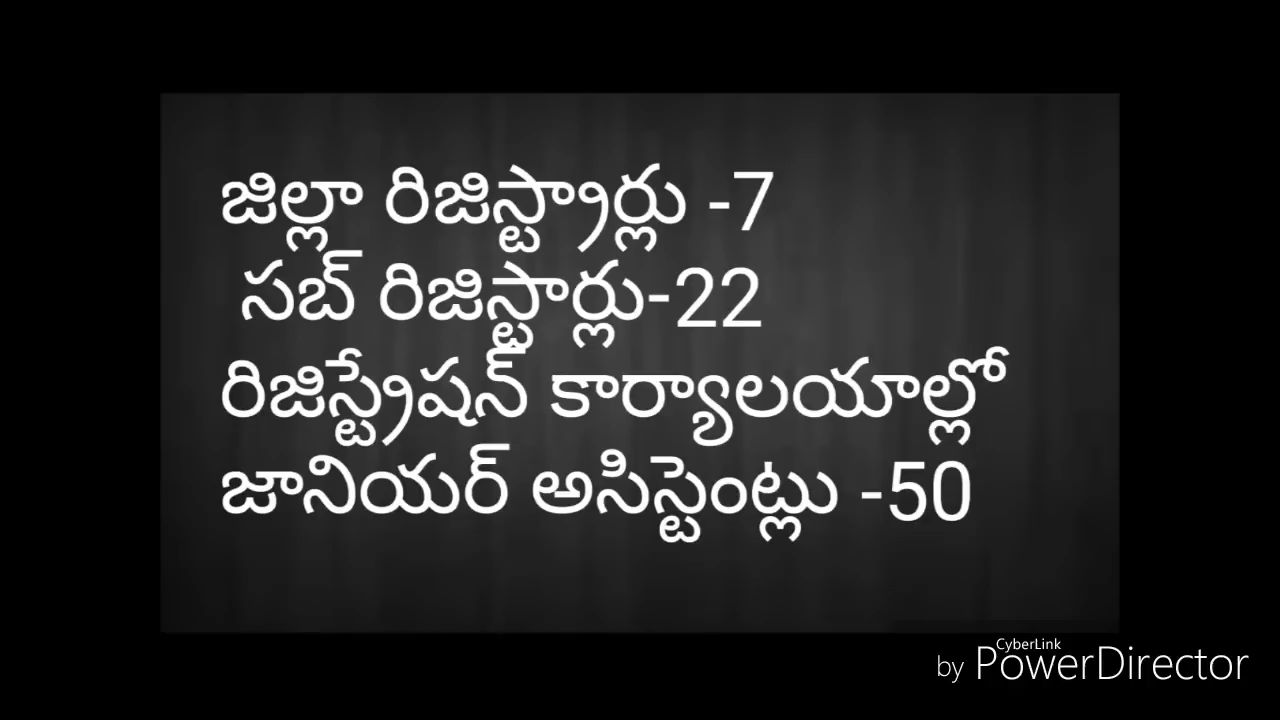 జిల్లా రిజిస్ట్రార్లు -7
సబ్ రిజిస్టార్లు-22
రిజిస్ట్రేషన్ కార్యాలయాల్లో
జానియర్ అసిస్టెంట్లు -50
CyberLink
by PowerDirector